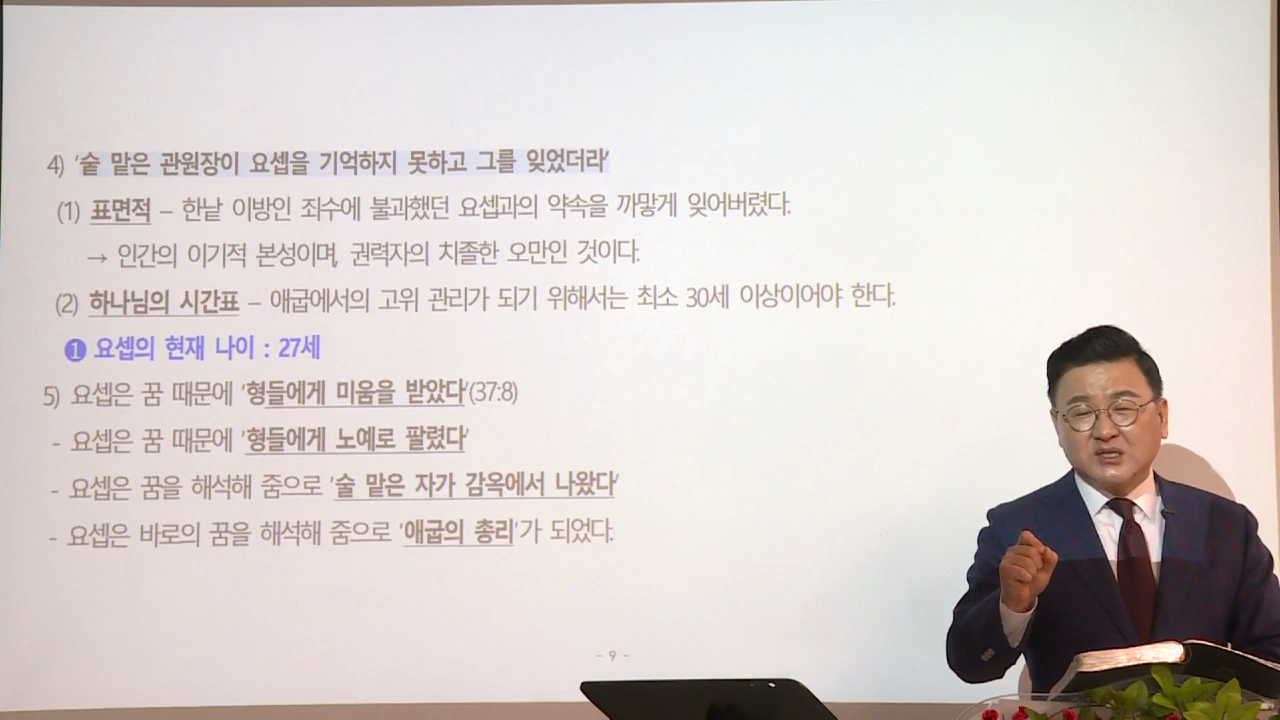 4) '술 맡은 관원장이 요셉을 기억하지 못하고 그를 잊었더라'
(1) 표면적 – 한낱 이방인 죄수에 불과했던 요셉과의 약속을 까맣게 잊어버렸다.
→ 인간의 이기적 본성이며, 권력자의 치졸한 오만인 것이다.
(2) 하나님의 시간표 – 애굽에서의 고위 관리가 되기 위해서는 최소 30세 이상이어야 한다.
❶ 요셉의 현재 나이 : 27세
5) 요셉은 꿈 때문에 '형들에게 미움을 받았다'(37:8)
- 요셉은 꿈 때문에 '형들에게 노예로 팔렸다'
- 요셉은 꿈을 해석해 줌으로 '술 맡은 자가 감옥에서 나왔다'
- 요셉은 바로의 꿈을 해석해 줌으로 '애굽의 총리'가 되었다.
- 9 -